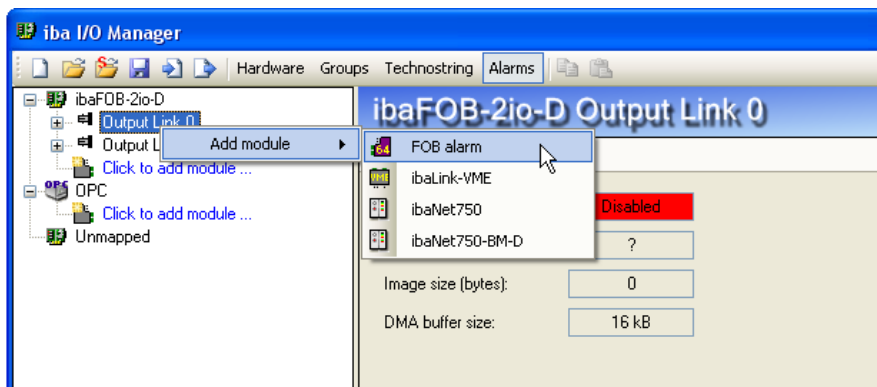 iba I/O Manager
Hardware Groups Technostring Alarms
ibaFOB-2io-D
Output Link 0
Output L
Click to add module ...
OPC
Click to add module ...
Unmapped
Add module
FOB alarm
ibaLink-VME
ibaNet750
ibaNet750-BM-D
ibaFOB-2io-D Output Link 0
Disabled
?
Image size (bytes): 0
DMA buffer size: 16 kB